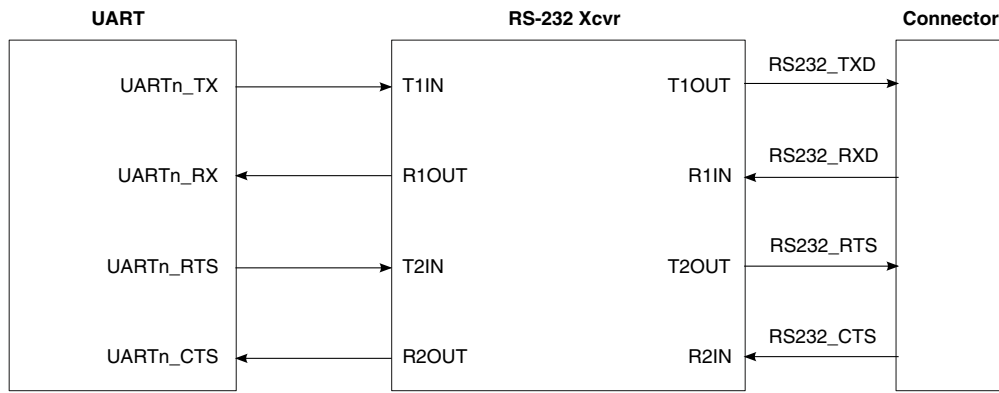 UART
RS-232 Xcvr
Connector
UARTn_TX
T1IN
T1OUT
RS232_TXD
UARTn_RX
R1OUT
R1IN
RS232_RXD
UARTn_RTS
T2IN
T2OUT
RS232_RTS
UARTn_CTS
R2OUT
R2IN
RS232_CTS